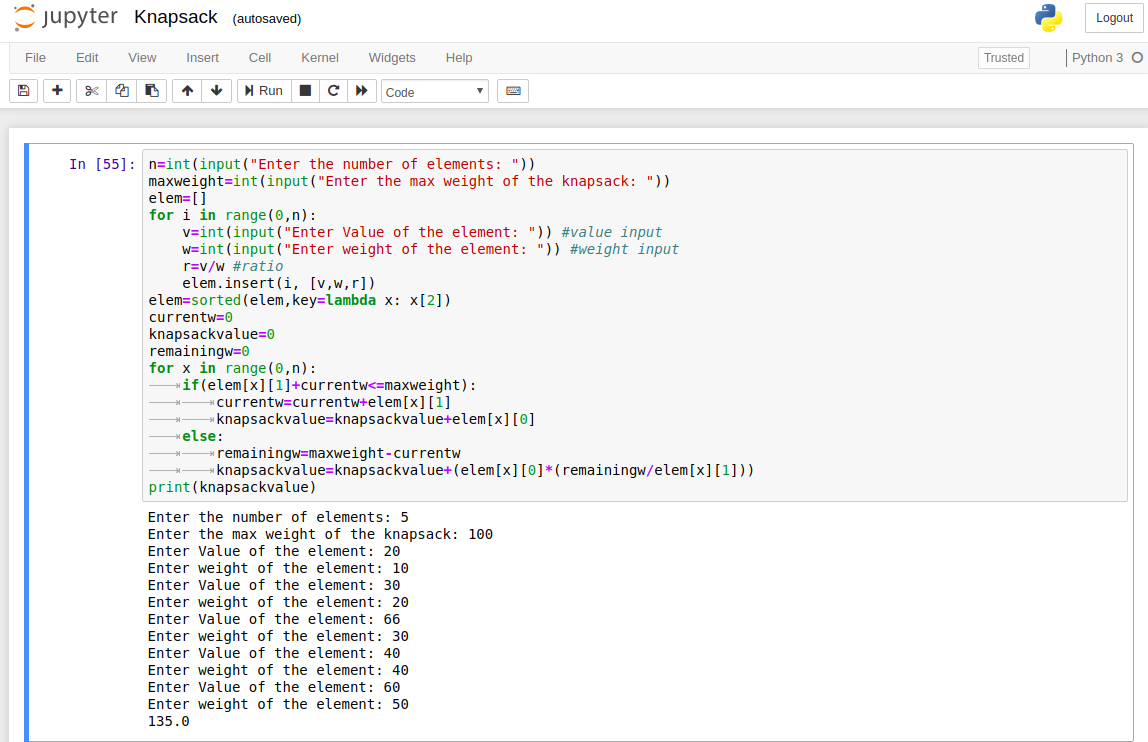 jupyter Knapsack (autosaved) Logout
File Edit View Insert Cell Kernel Widgets Help Trusted Python 3
Run Code
In [55]:
n=int(input("Enter the number of elements: "))
maxweight=int(input("Enter the max weight of the knapsack: "))
elem=[]
for i in range(0,n):
    v=int(input("Enter Value of the element: ")) #value input
    w=int(input("Enter weight of the element: ")) #weight input
    r=v/w #ratio
    elem.insert(i, [v,w,r])
elem=sorted(elem,key=lambda x: x[2])
currentw=0
knapsackvalue=0
remainingw=0
for x in range(0,n):
    if(elem[x][1]+currentw<=maxweight):
        currentw=currentw+elem[x][1]
        knapsackvalue=knapsackvalue+elem[x][0]
    else:
        remainingw=maxweight-currentw
        knapsackvalue=knapsackvalue+(elem[x][0]*(remainingw/elem[x][1]))
print(knapsackvalue)
Enter the number of elements: 5
Enter the max weight of the knapsack: 100
Enter Value of the element: 20
Enter weight of the element: 10
Enter Value of the element: 30
Enter weight of the element: 20
Enter Value of the element: 66
Enter weight of the element: 30
Enter Value of the element: 40
Enter weight of the element: 40
Enter Value of the element: 60
Enter weight of the element: 50
135.0